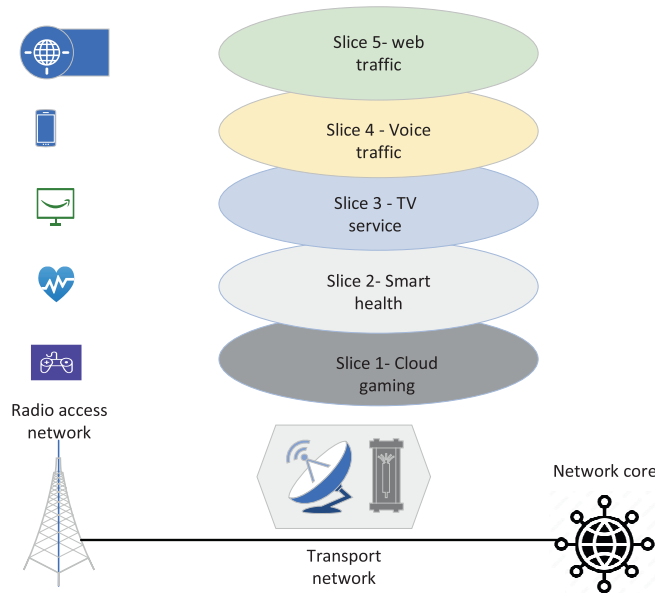 Slice 5- web
traffic
Slice 4 - Voice
traffic
Slice 3 - TV
service
Slice 2- Smart
health
Slice 1- Cloud
gaming
Radio access
network
Network core
Transport
network